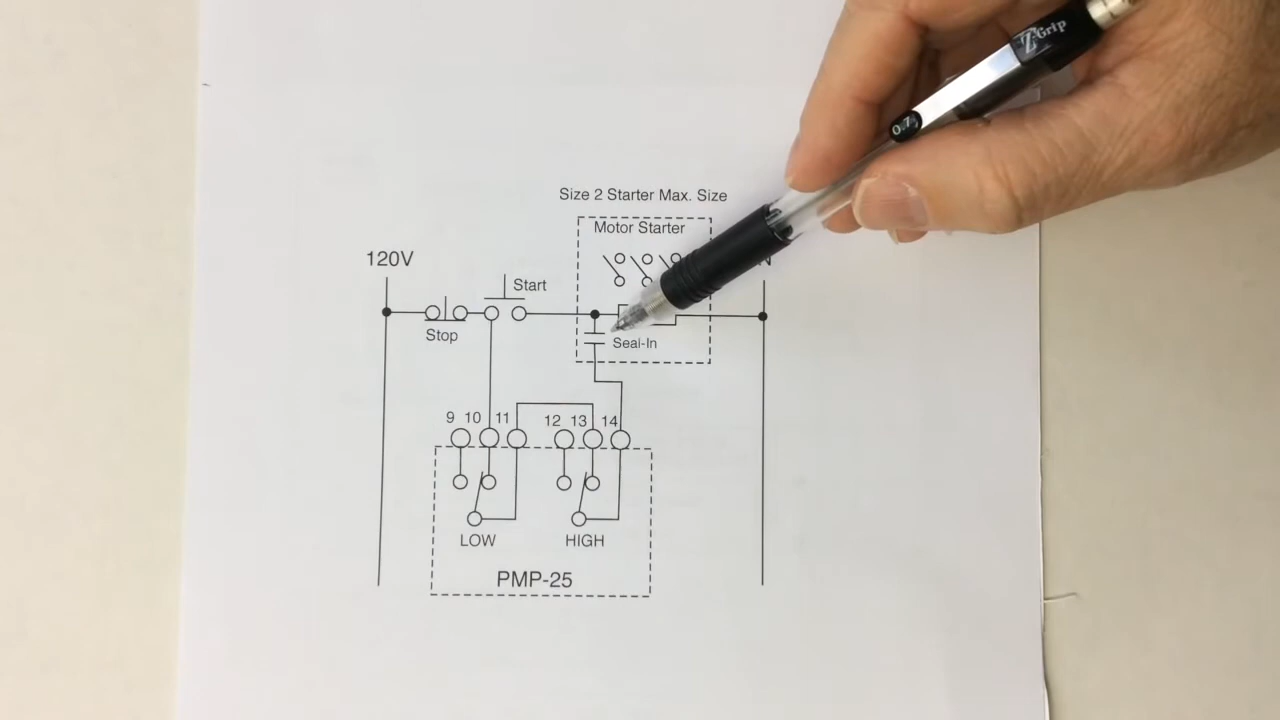 Z Grip
0.7
Size 2 Starter Max. Size
Motor Starter
120V
N
Start
Stop
Seal-In
9 10 11 12 13 14
LOW HIGH
PMP-25